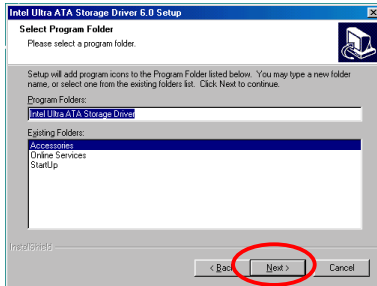 Intel Ultra ATA Storage Driver 6.0 Setup
Select Program Folder
Please select a program folder.
Setup will add program icons to the Program Folder listed below. You may type a new folder
name, or select one from the existing folders list. Click Next to continue.
Program Folders:
Intel Ultra ATA Storage Driver
Existing Folders:
Accessories
Online Services
StartUp
InstallShield
< Back Next > Cancel